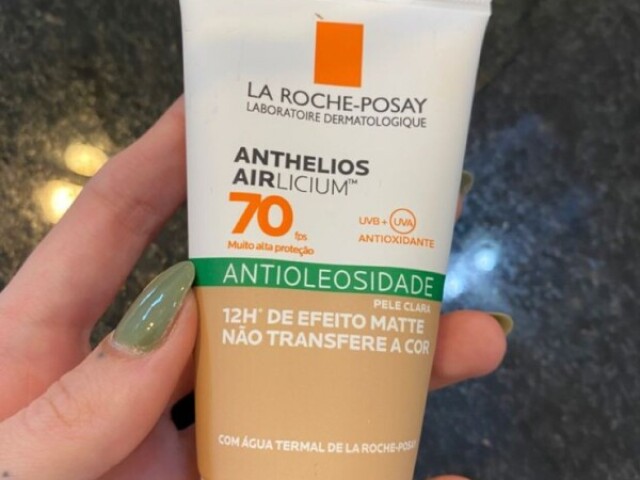 LA ROCHE-POSAY
LABORATOIRE DERMATOLOGIQUE
ANTHELIOS
AIRLICIUM™
70 fps
Muito alta proteção
UVB + UVA
ANTIOXIDANTE
ANTIOLEOSIDADE
PELE CLARA
12H* DE EFEITO MATTE
NÃO TRANSFERE A COR
COM ÁGUA TERMAL DE LA ROCHE-POSAY